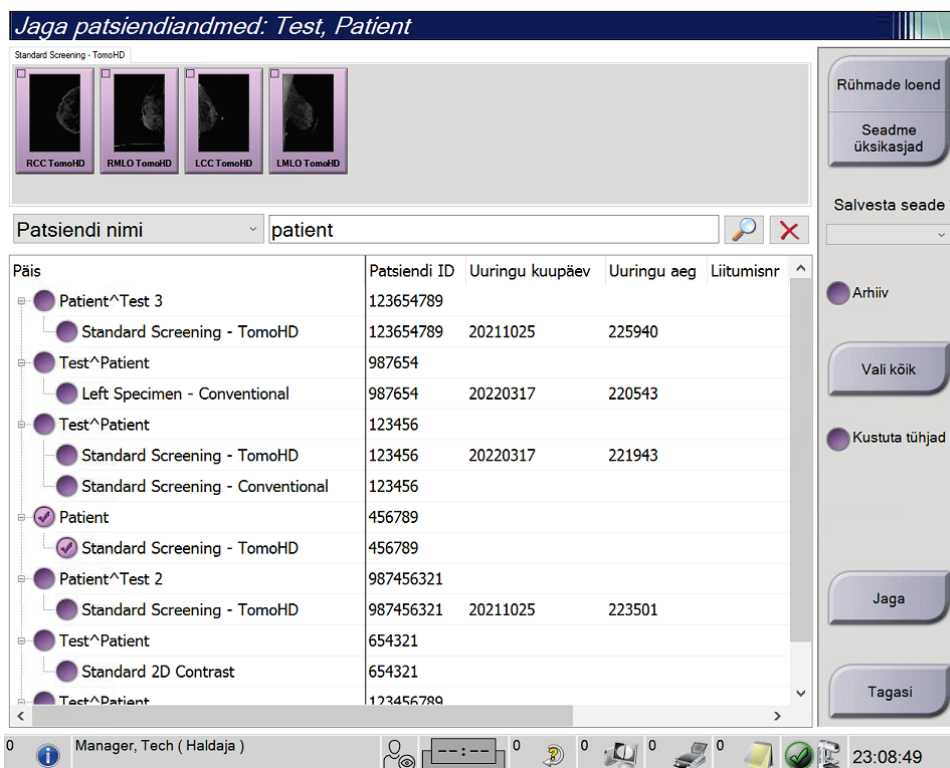 Jaga patsiendiandmed: Test, Patient
Standard Screening - TomoHD
RCC TomoHD
RMLO TomoHD
LCC TomoHD
LMLO TomoHD
Patsiendi nimi
patient
Päis Patsiendi ID Uuringu kuupäev Uuringu aeg Liitumisnr
Patient^Test 3 123654789
Standard Screening - TomoHD 123654789 20211025 225940
Test^Patient 987654
Left Specimen - Conventional 987654 20220317 220543
Test^Patient 123456
Standard Screening - TomoHD 123456 20220317 221943
Standard Screening - Conventional 123456
Patient 456789
Standard Screening - TomoHD 456789
Patient^Test 2 987456321
Standard Screening - TomoHD 987456321 20211025 223501
Test^Patient 654321
Standard 2D Contrast 654321
Test^Patient 123456789
Rühmade loend
Seadme
üksikasjad
Salvesta seade
Arhiiv
Vali kõik
Kustuta tühjad
Jaga
Tagasi
0 Manager, Tech ( Haldaja ) --:-- 0 0 0 0 23:08:49